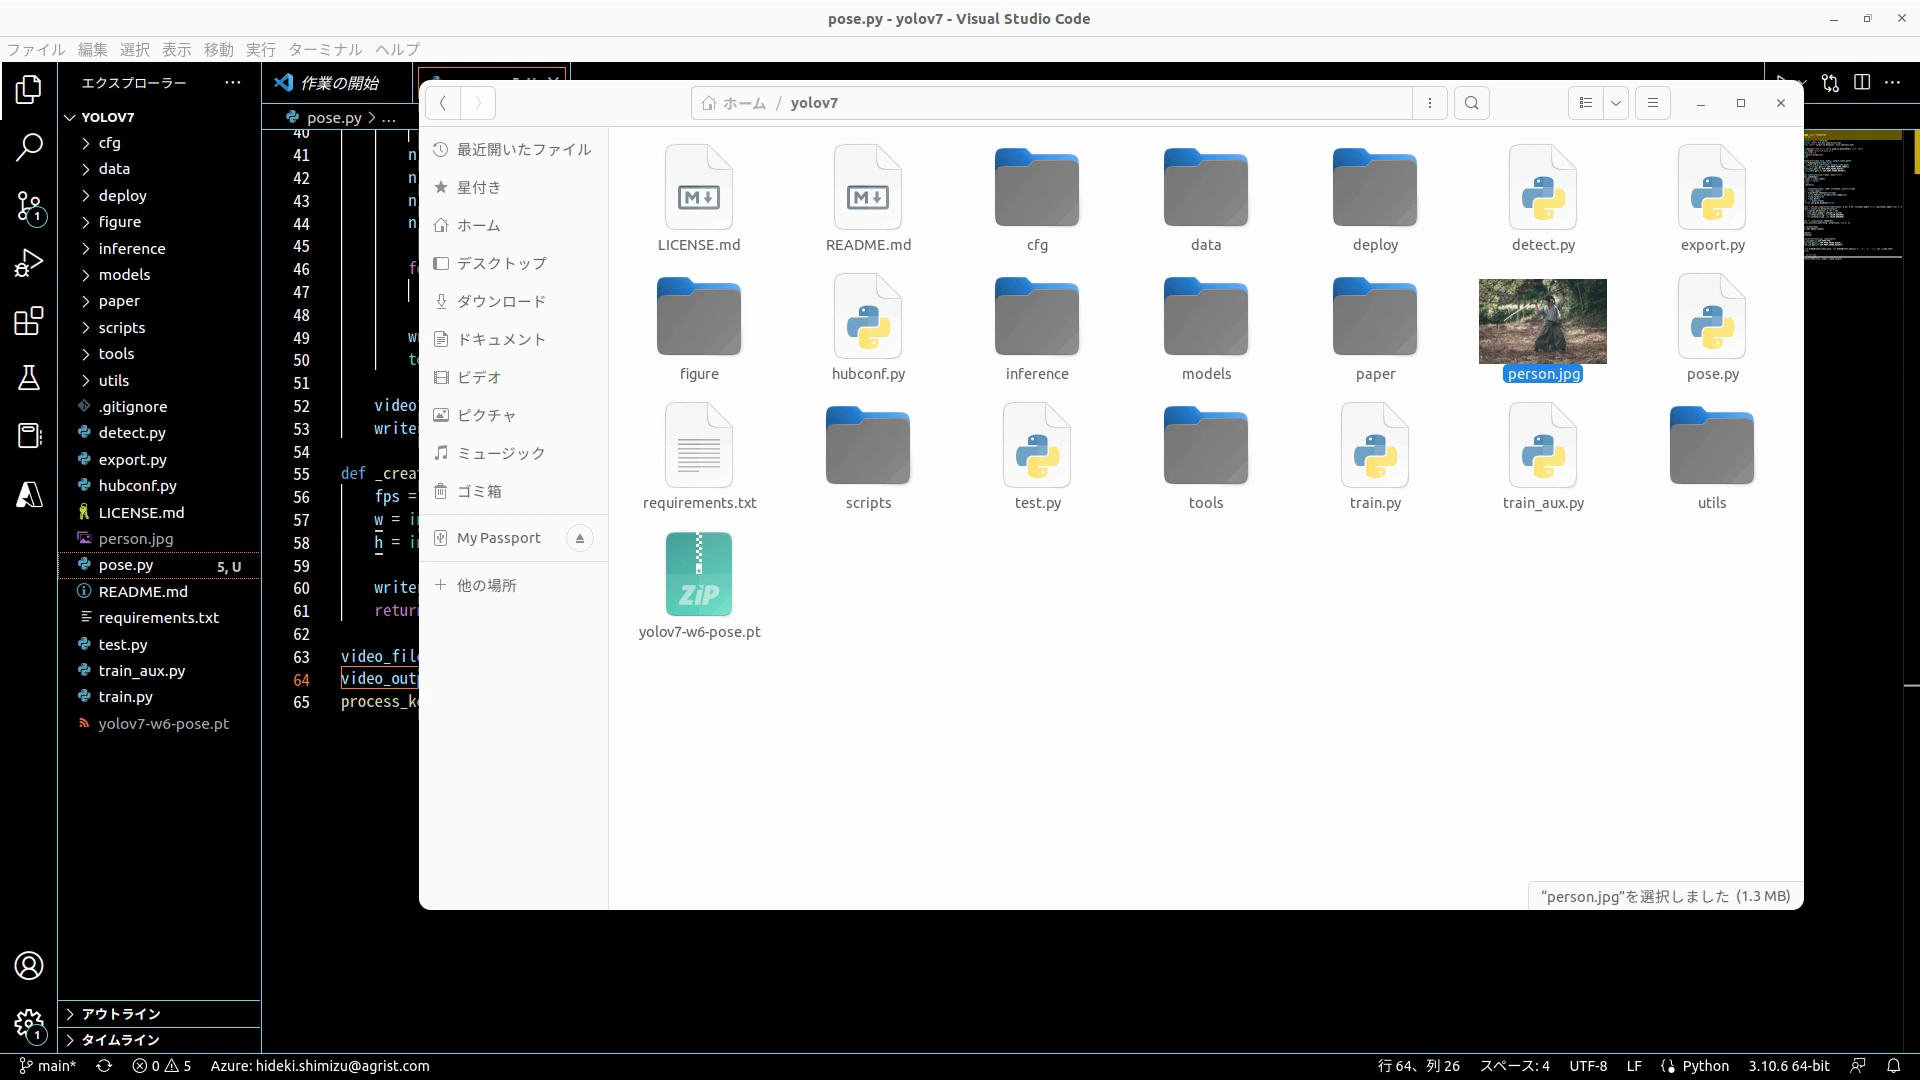 pose.py - yolov7 - Visual Studio Code
ファイル 編集 選択 表示 移動 実行 ターミナル ヘルプ
エクスプローラー
作業の開始
YOLOV7
cfg
data
deploy
figure
inference
models
paper
scripts
tools
utils
.gitignore
detect.py
export.py
hubconf.py
LICENSE.md
person.jpg
pose.py 5, U
README.md
requirements.txt
test.py
train_aux.py
train.py
yolov7-w6-pose.pt
アウトライン
タイムライン
pose.py > ...
40
41 n
42 n
43 n
44 n
45
46
47
48
49
50
51
52 video
53 write
54
55 def _crea
56 fps =
57 w = i
58 h = i
59
60 write
61 retur
62
63 video_fil
64 video_out
65 process_k
ホーム / yolov7
最近開いたファイル
星付き
ホーム
デスクトップ
ダウンロード
ドキュメント
ビデオ
ピクチャ
ミュージック
ゴミ箱
My Passport
他の場所
LICENSE.md README.md cfg data deploy detect.py export.py
figure hubconf.py inference models paper person.jpg pose.py
requirements.txt scripts test.py tools train.py train_aux.py utils
ZiP
yolov7-w6-pose.pt
“person.jpg”を選択しました (1.3 MB)
main* 0 5 Azure: hideki.shimizu@agrist.com 行 64、列 26 スペース: 4 UTF-8 LF Python 3.10.6 64-bit